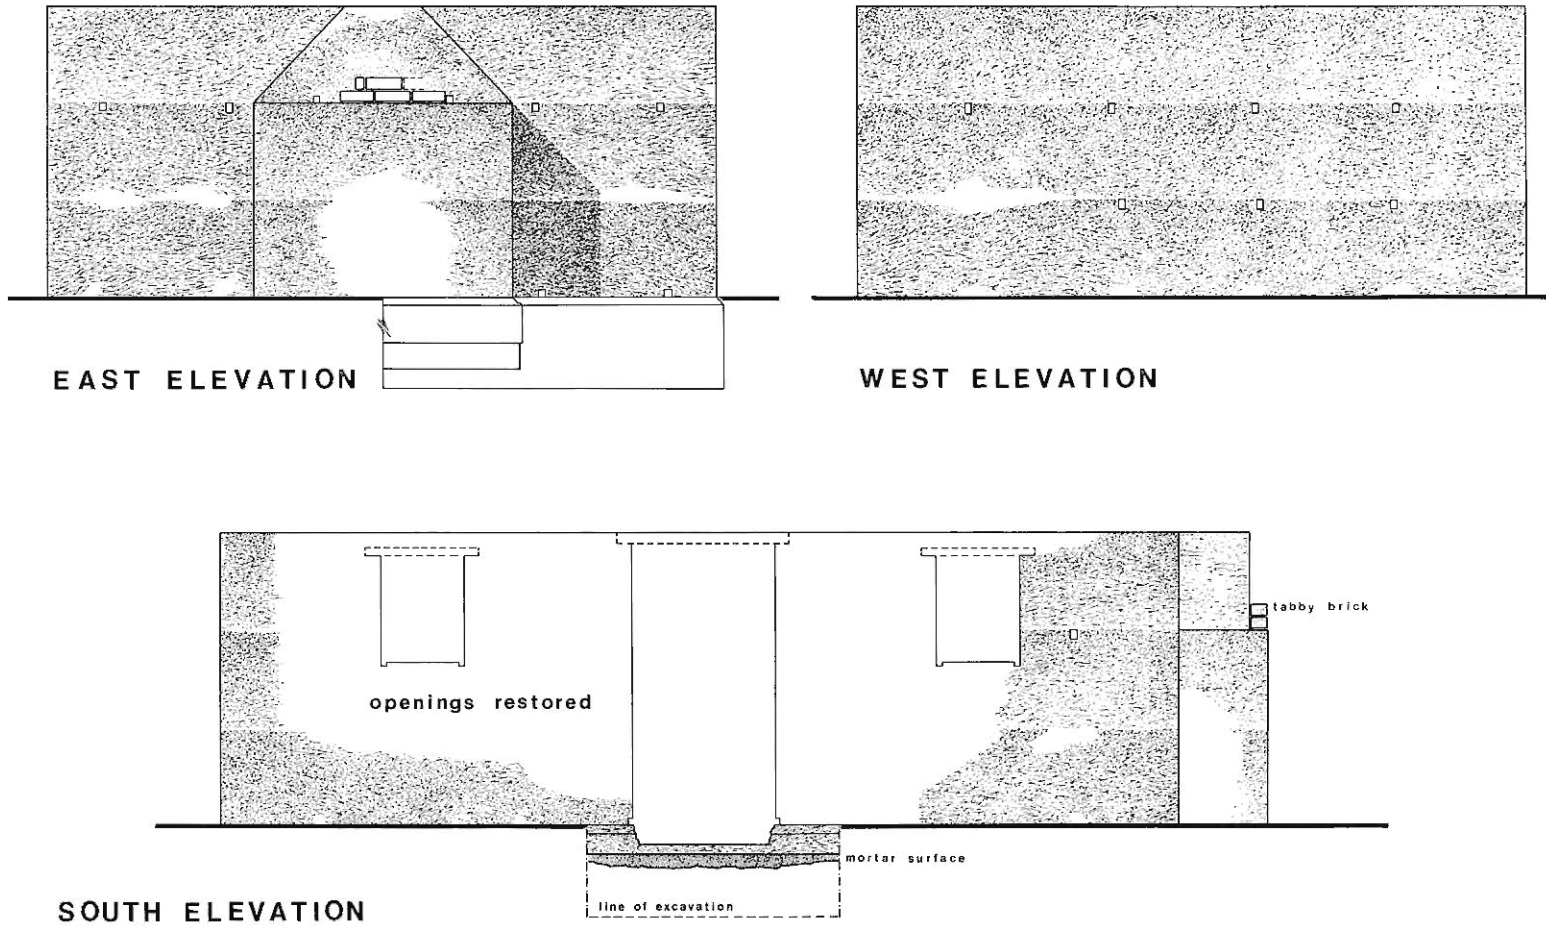 EAST ELEVATION
WEST ELEVATION
tabby brick
openings restored
mortar surface
line of excavation
SOUTH ELEVATION